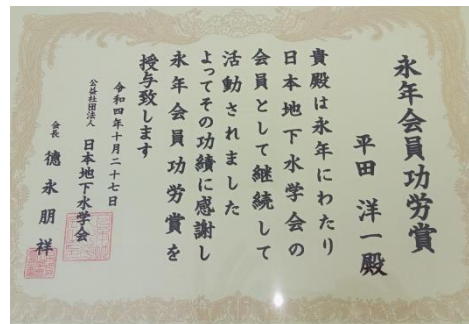 永年会員功労賞
平田 洋一殿
貴殿は永年にわたり
日本地下水学会の
会員として継続して
活動されました
よってその功績に感謝し
永年会員功労賞を
授与致します
令和四年十月二十七日
公益社団法人 日本地下水学会
会長 徳永朋祥